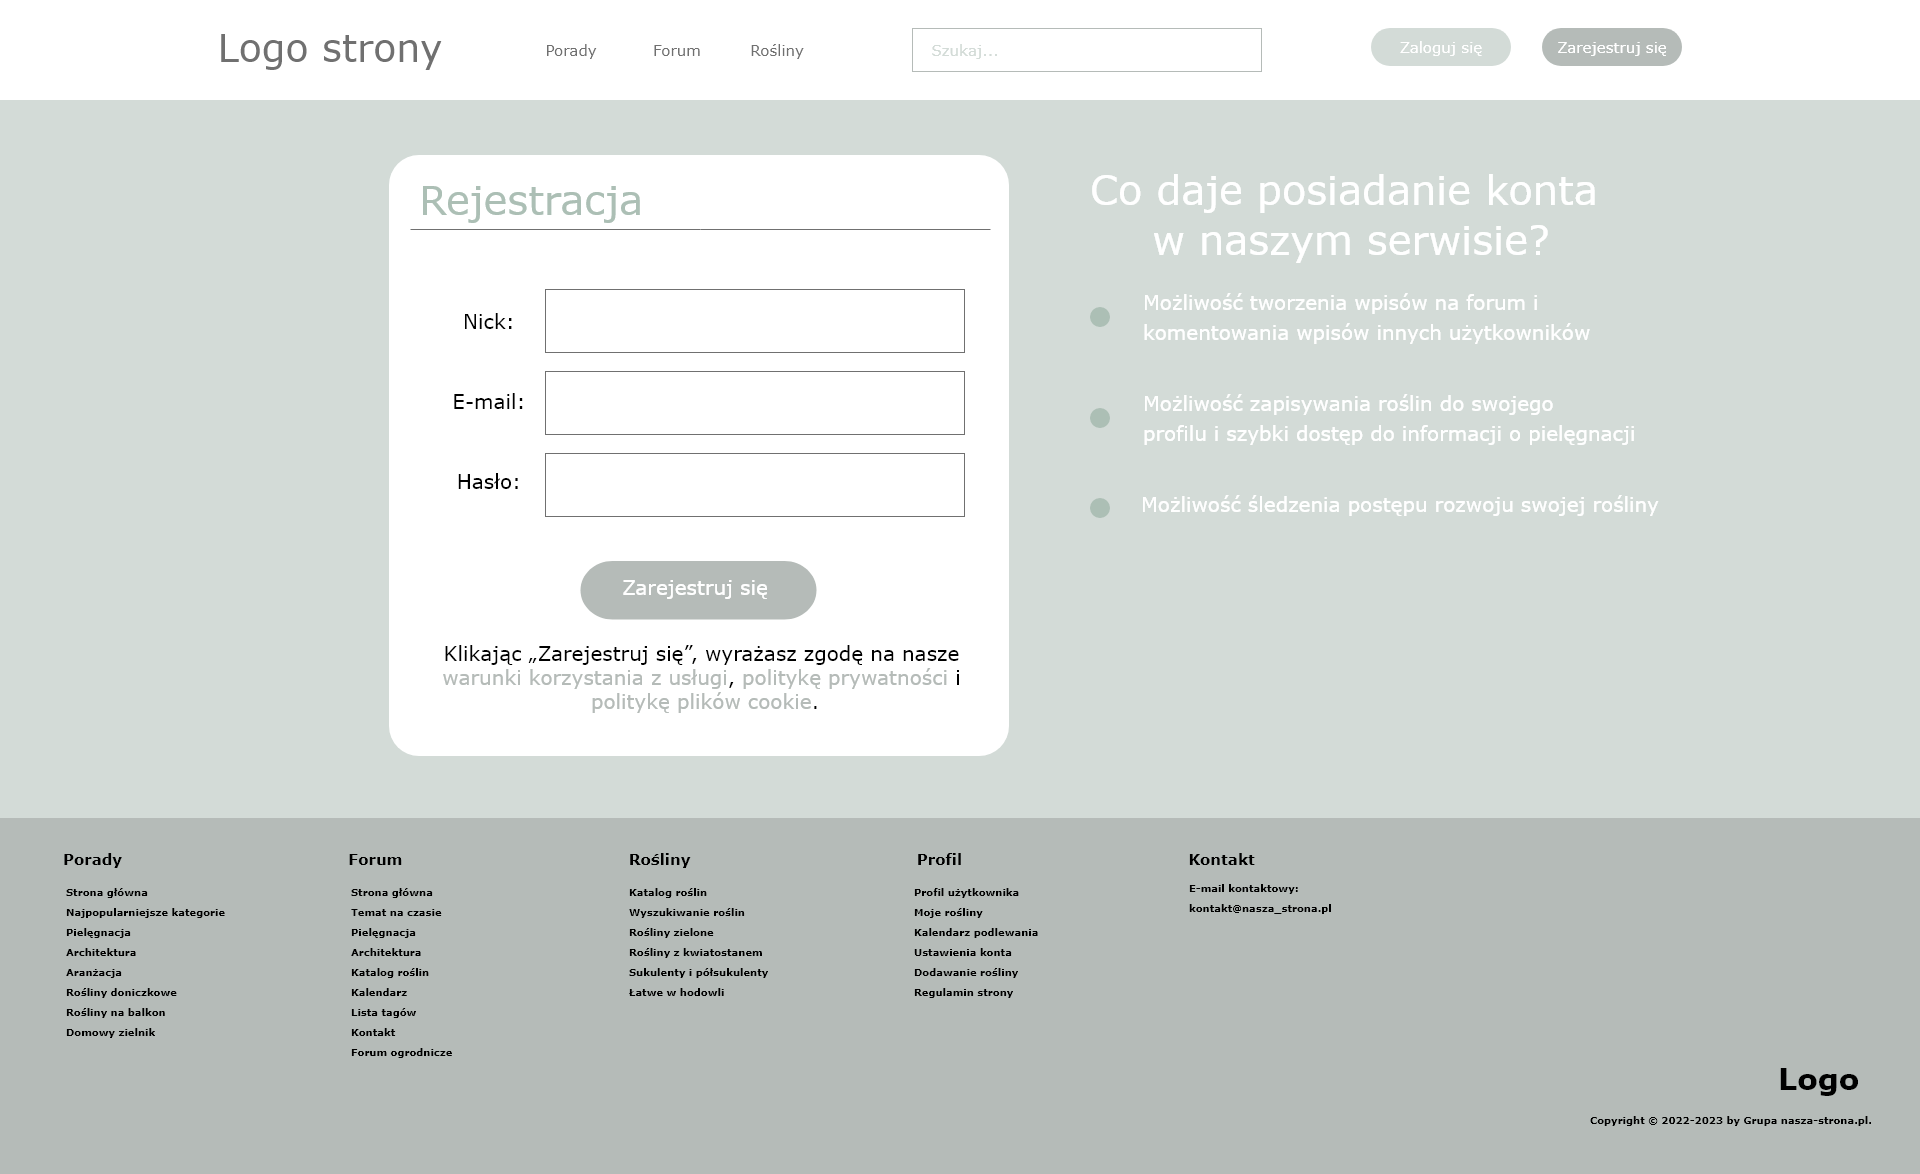 Logo strony
Porady
Forum
Rośliny
Szukaj...
Zaloguj się
Zarejestruj się
Rejestracja
Nick:
E-mail:
Hasło:
Zarejestruj się
Klikając „Zarejestruj się”, wyrażasz zgodę na nasze
warunki korzystania z usługi, politykę prywatności i
politykę plików cookie.
Co daje posiadanie konta
w naszym serwisie?
Możliwość tworzenia wpisów na forum i
komentowania wpisów innych użytkowników
Możliwość zapisywania roślin do swojego
profilu i szybki dostęp do informacji o pielęgnacji
Możliwość śledzenia postępu rozwoju swojej rośliny
Porady
Strona główna
Najpopularniejsze kategorie
Pielęgnacja
Architektura
Aranżacja
Rośliny doniczkowe
Rośliny na balkon
Domowy zielnik
Forum
Strona główna
Temat na czasie
Pielęgnacja
Architektura
Katalog roślin
Kalendarz
Lista tagów
Kontakt
Forum ogrodnicze
Rośliny
Katalog roślin
Wyszukiwanie roślin
Rośliny zielone
Rośliny z kwiatostanem
Sukulenty i półsukulenty
Łatwe w hodowli
Profil
Profil użytkownika
Moje rośliny
Kalendarz podlewania
Ustawienia konta
Dodawanie rośliny
Regulamin strony
Kontakt
E-mail kontaktowy:
kontakt@nasza_strona.pl
Logo
Copyright © 2022-2023 by Grupa nasza-strona.pl.